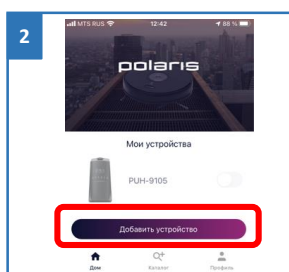 2
MTS RUS 12:42 88 %
polaris
Мои устройства
PUH-9105
Добавить устройство
Дом Каталог Профиль